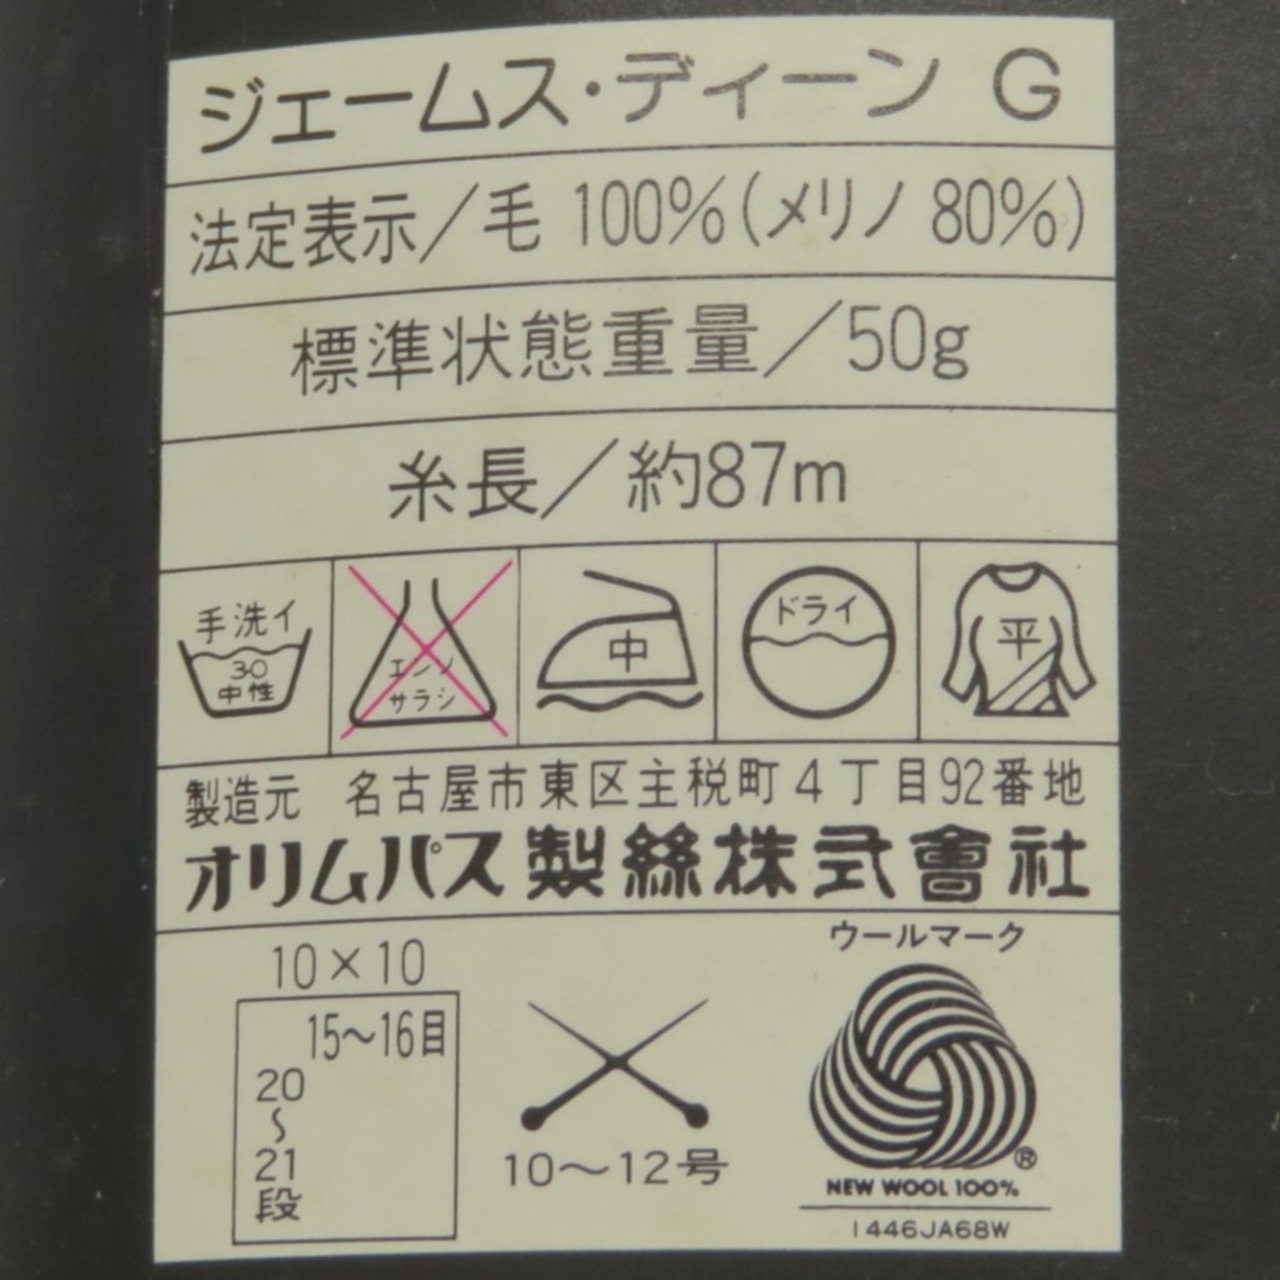 ジェームス・ディーン G
法定表示／毛 100%(メリノ 80%)
標準状態重量／50g
糸長／約87m
手洗イ
30
中性
エンソ
サラシ
中
ドライ
平
製造元 名古屋市東区主税町4丁目92番地
オリムパス製絲株式會社
10×10
15～16目
20
～
21
段
10～12号
ウールマーク
®
NEW WOOL 100%
1446JA68W